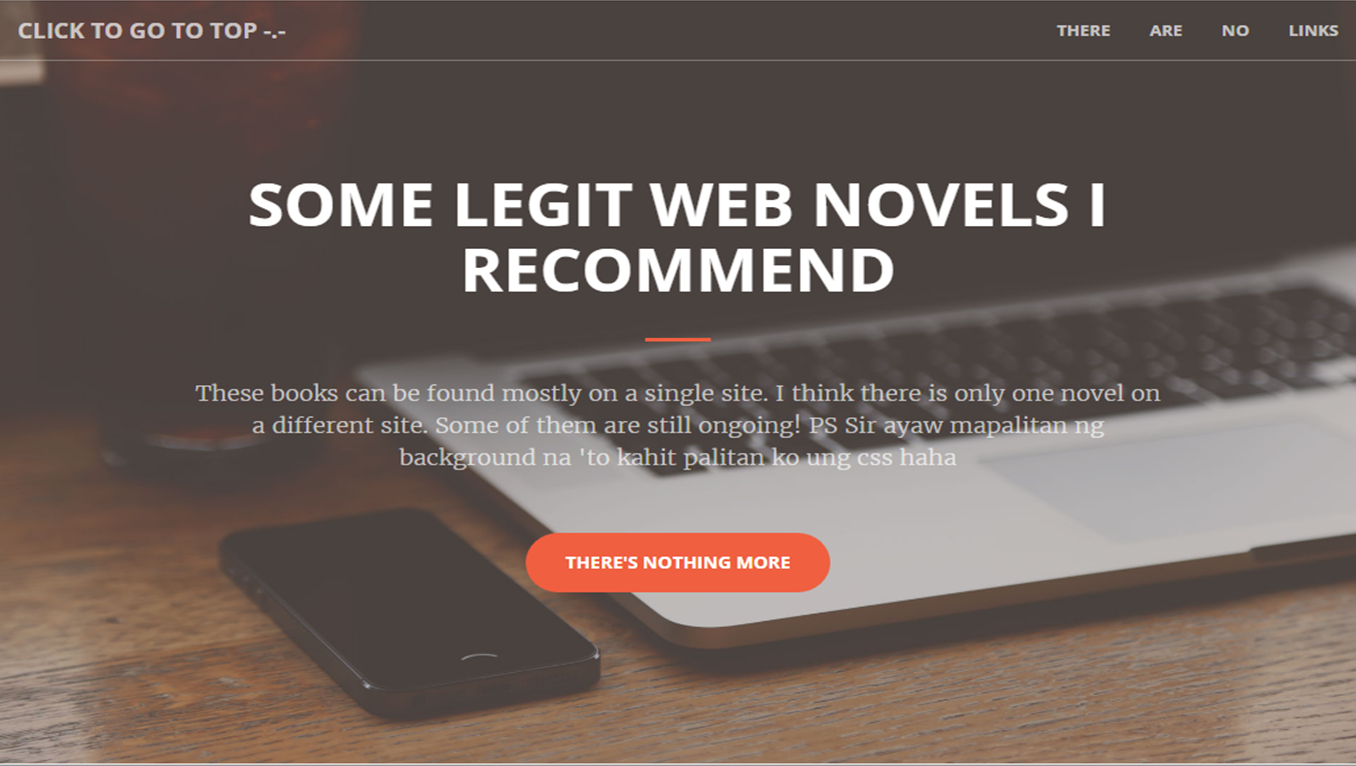 CLICK TO GO TO TOP -.-
THERE ARE NO LINKS
SOME LEGIT WEB NOVELS I
RECOMMEND
These books can be found mostly on a single site. I think there is only one novel on
a different site. Some of them are still ongoing! PS Sir ayaw mapalitan ng
background na 'to kahit palitan ko ung css haha
THERE'S NOTHING MORE